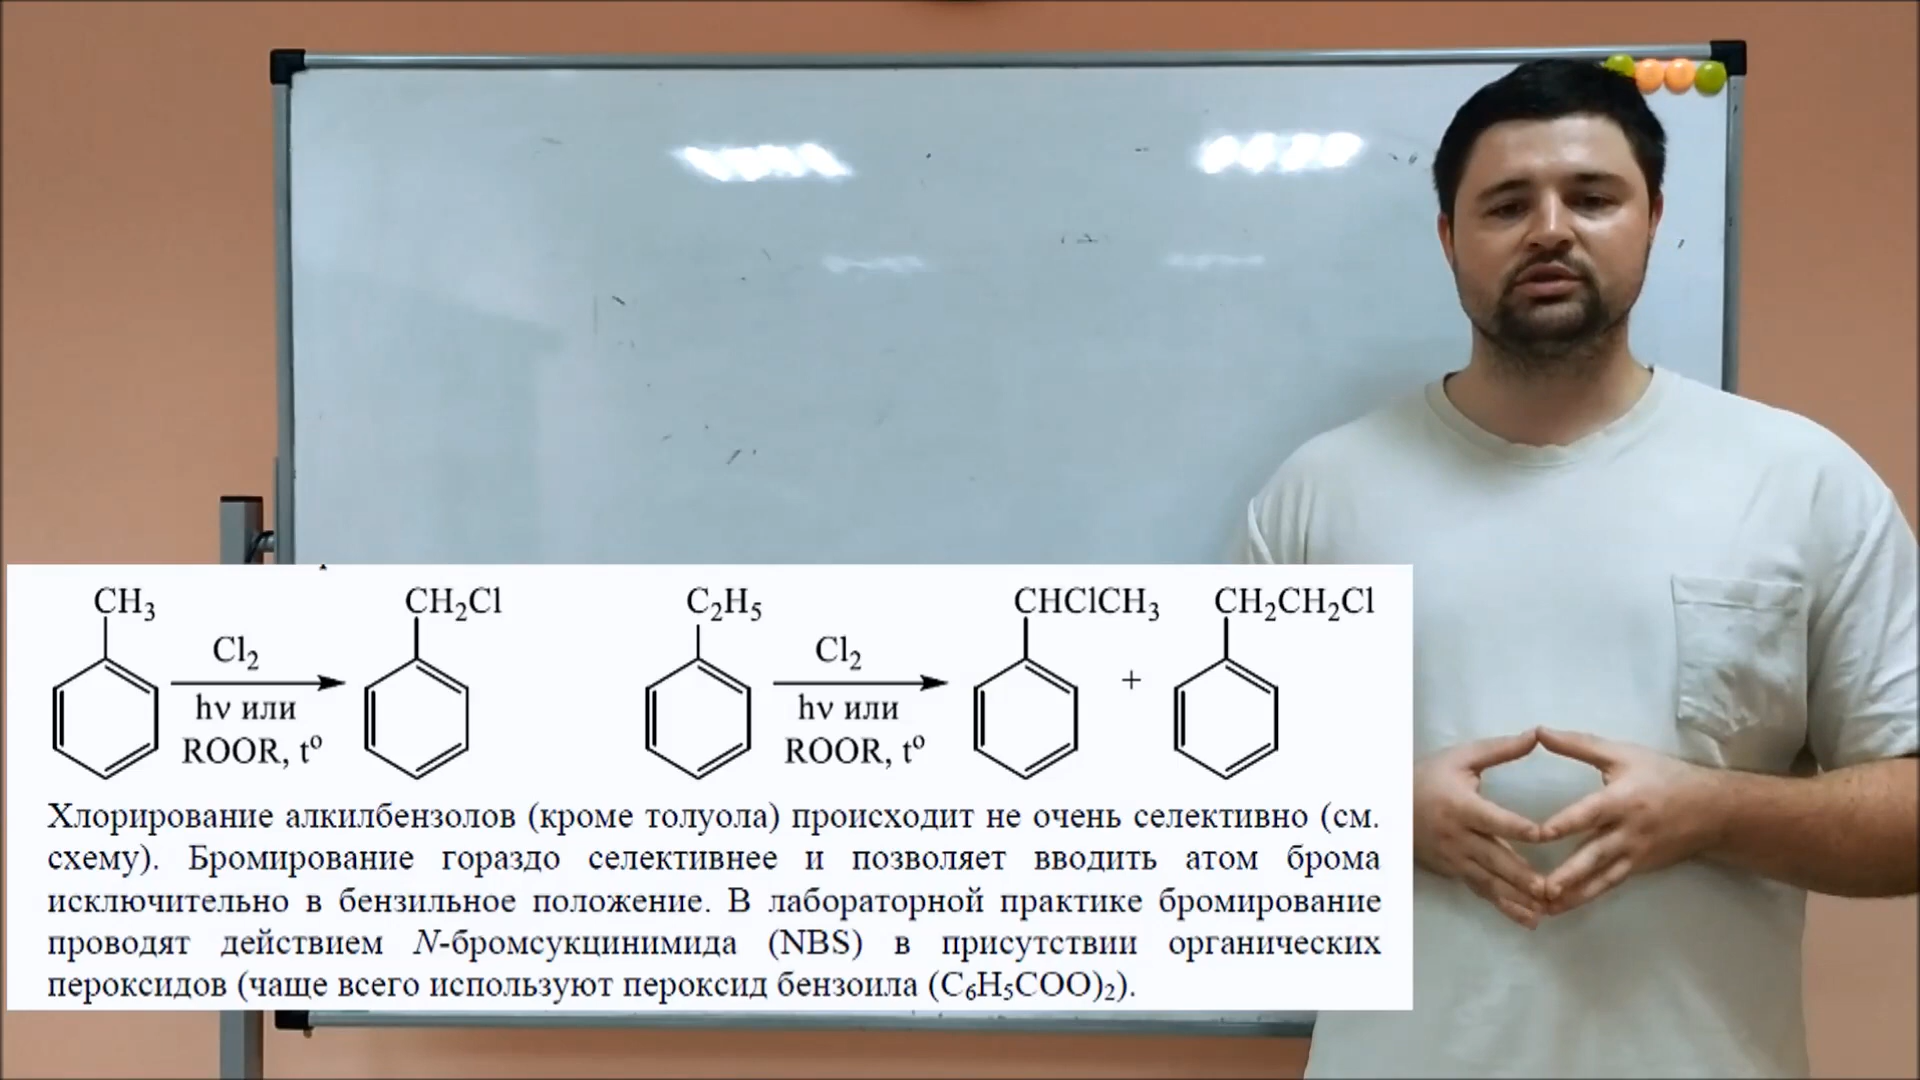 CH₃ CH₂Cl C₂H₅ CHClCH₃ CH₂CH₂Cl
Cl₂ Cl₂
+
hν или hν или
ROOR, tº ROOR, tº
Хлорирование алкилбензолов (кроме толуола) происходит не очень селективно (см.
схему). Бромирование гораздо селективнее и позволяет вводить атом брома
исключительно в бензильное положение. В лабораторной практике бромирование
проводят действием N-бромсукцинимида (NBS) в присутствии органических
пероксидов (чаще всего используют пероксид бензоила (C₆H₅COO)₂).